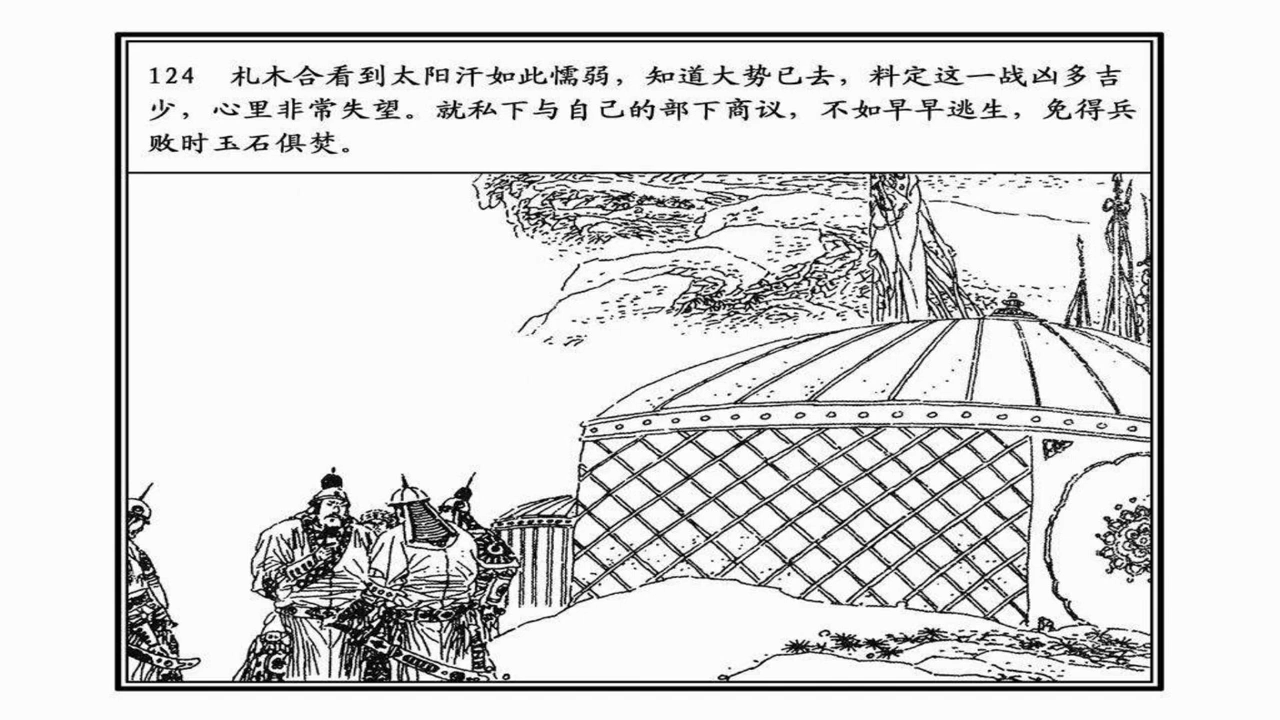 124 札木合看到太阳汗如此懦弱，知道大势已去，料定这一战凶多吉
少，心里非常失望。就私下与自己的部下商议，不如早早逃生，免得兵
败时玉石俱焚。